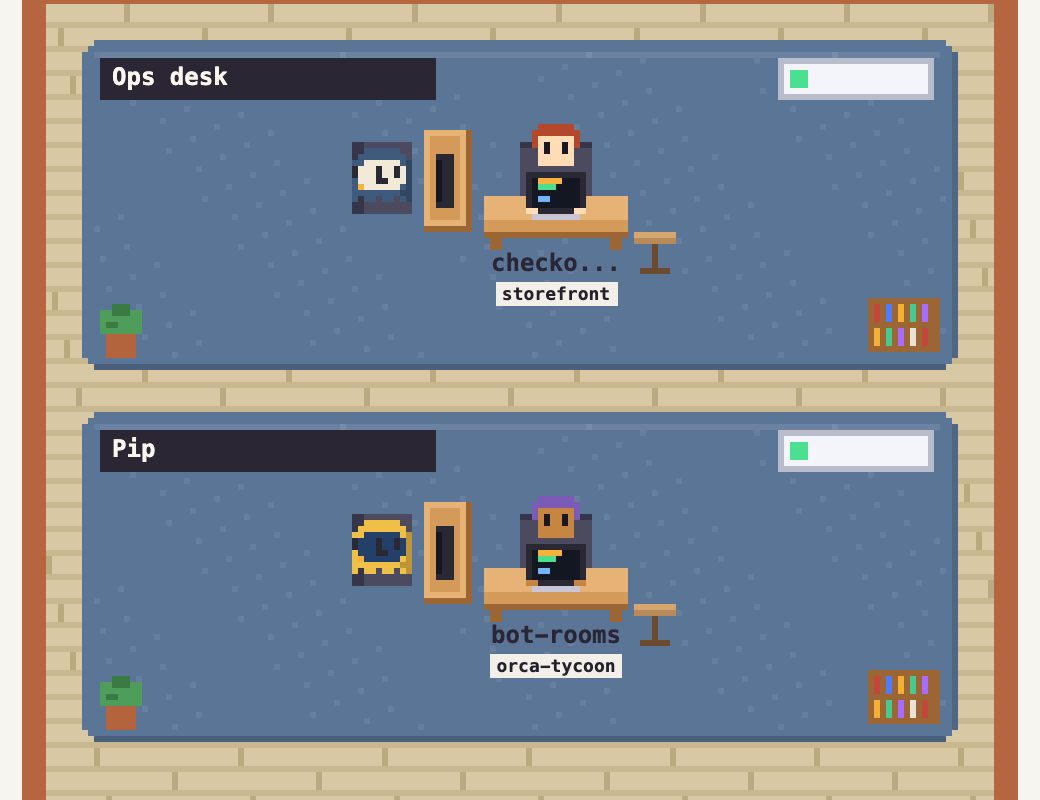 Ops desk
checko...
storefront
Pip
bot-rooms
orca-tycoon